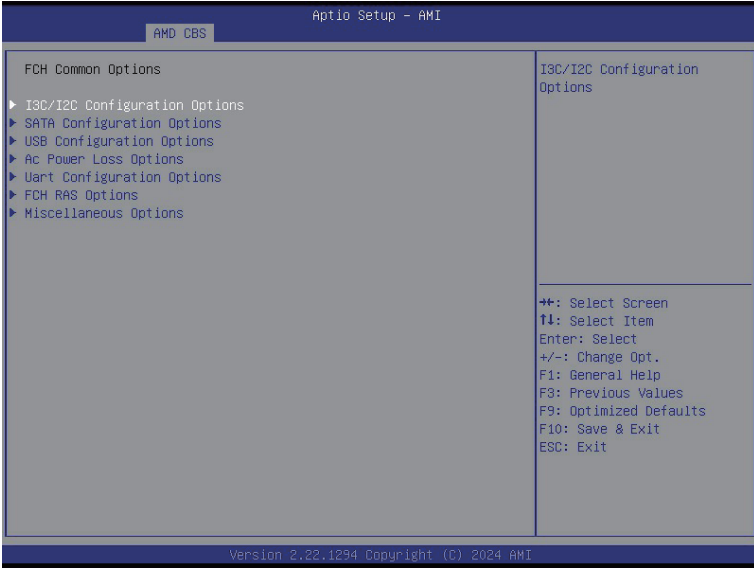 Aptio Setup – AMI
AMD CBS
FCH Common Options
I3C/I2C Configuration Options
SATA Configuration Options
USB Configuration Options
Ac Power Loss Options
Uart Configuration Options
FCH RAS Options
Miscellaneous Options
I3C/I2C Configuration
Options
→←: Select Screen
↑↓: Select Item
Enter: Select
+/-: Change Opt.
F1: General Help
F3: Previous Values
F9: Optimized Defaults
F10: Save & Exit
ESC: Exit
Version 2.22.1294 Copyright (C) 2024 AMI